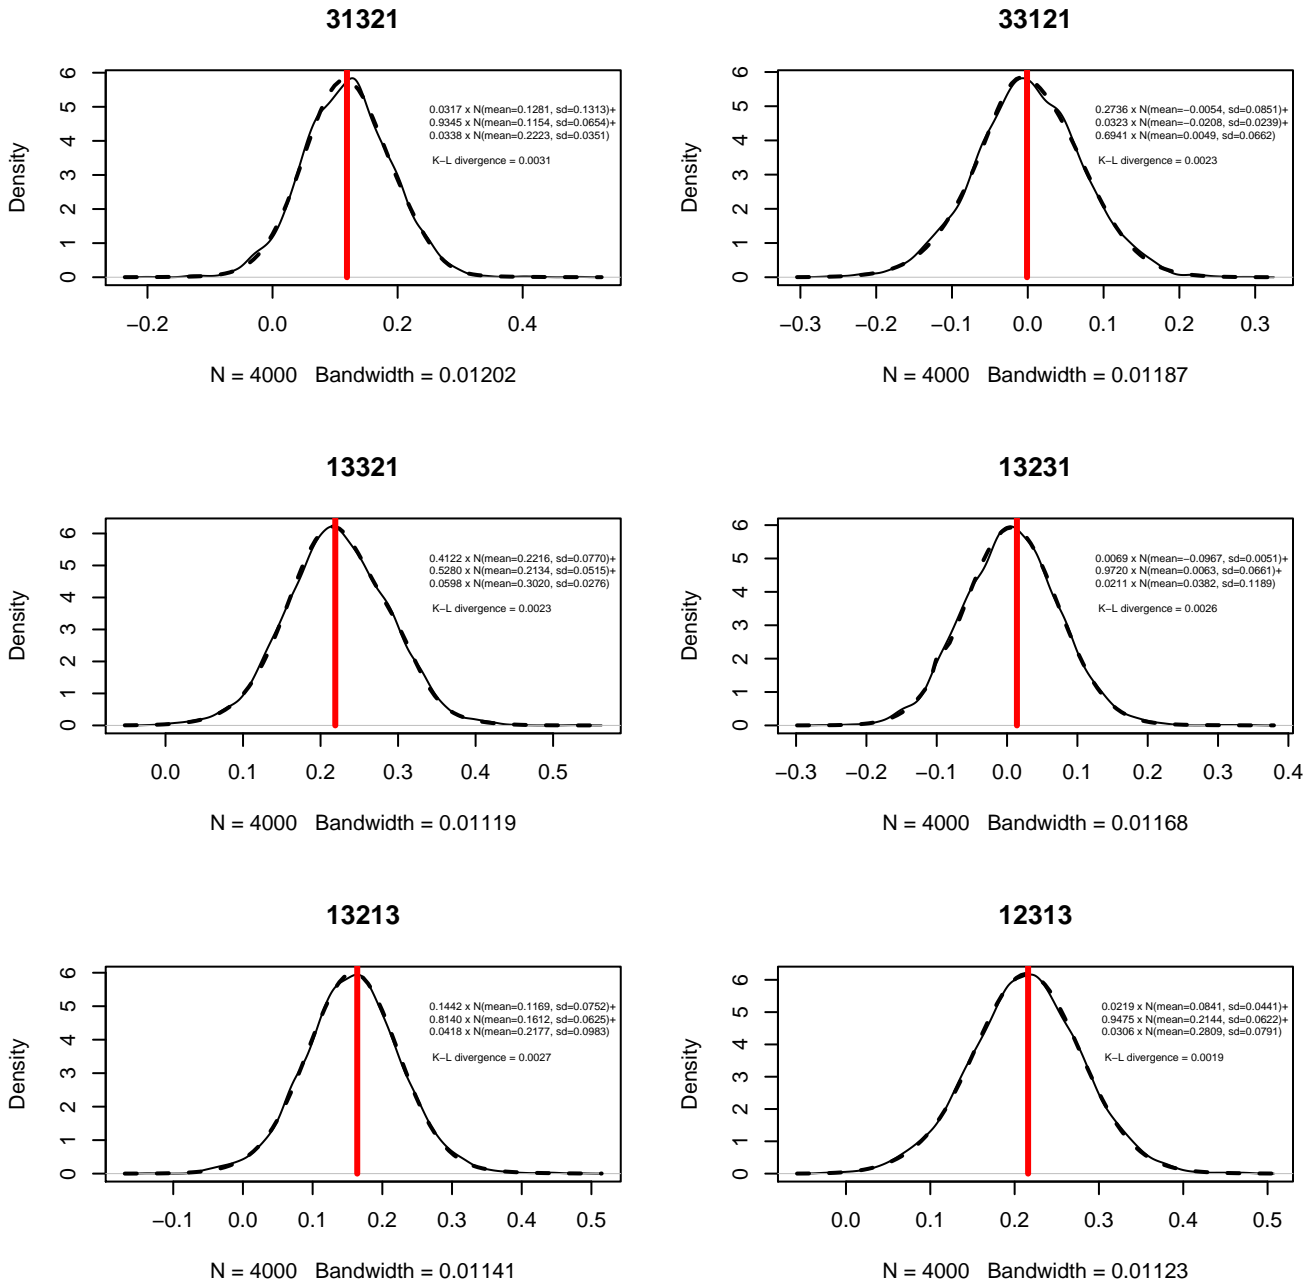 31321
Density
0 1 2 3 4 5 6
0.0317 x N(mean=0.1281, sd=0.1313)+
0.9345 x N(mean=0.1154, sd=0.0654)+
0.0338 x N(mean=0.2223, sd=0.0351)
K−L divergence = 0.0031
−0.2 0.0 0.2 0.4
N = 4000 Bandwidth = 0.01202
33121
Density
0 1 2 3 4 5 6
0.2736 x N(mean=−0.0054, sd=0.0851)+
0.0323 x N(mean=−0.0208, sd=0.0239)+
0.6941 x N(mean=0.0049, sd=0.0662)
K−L divergence = 0.0023
−0.3 −0.2 −0.1 0.0 0.1 0.2 0.3
N = 4000 Bandwidth = 0.01187
13321
Density
0 1 2 3 4 5 6
0.4122 x N(mean=0.2216, sd=0.0770)+
0.5280 x N(mean=0.2134, sd=0.0515)+
0.0598 x N(mean=0.3020, sd=0.0276)
K−L divergence = 0.0023
0.0 0.1 0.2 0.3 0.4 0.5
N = 4000 Bandwidth = 0.01119
13231
Density
0 1 2 3 4 5 6
0.0069 x N(mean=−0.0967, sd=0.0051)+
0.9720 x N(mean=0.0063, sd=0.0661)+
0.0211 x N(mean=0.0382, sd=0.1189)
K−L divergence = 0.0026
−0.3 −0.2 −0.1 0.0 0.1 0.2 0.3 0.4
N = 4000 Bandwidth = 0.01168
13213
Density
0 1 2 3 4 5 6
0.1442 x N(mean=0.1169, sd=0.0752)+
0.8140 x N(mean=0.1612, sd=0.0625)+
0.0418 x N(mean=0.2177, sd=0.0983)
K−L divergence = 0.0027
−0.1 0.0 0.1 0.2 0.3 0.4 0.5
N = 4000 Bandwidth = 0.01141
12313
Density
0 1 2 3 4 5 6
0.0219 x N(mean=0.0841, sd=0.0441)+
0.9475 x N(mean=0.2144, sd=0.0622)+
0.0306 x N(mean=0.2809, sd=0.0791)
K−L divergence = 0.0019
0.0 0.1 0.2 0.3 0.4 0.5
N = 4000 Bandwidth = 0.01123